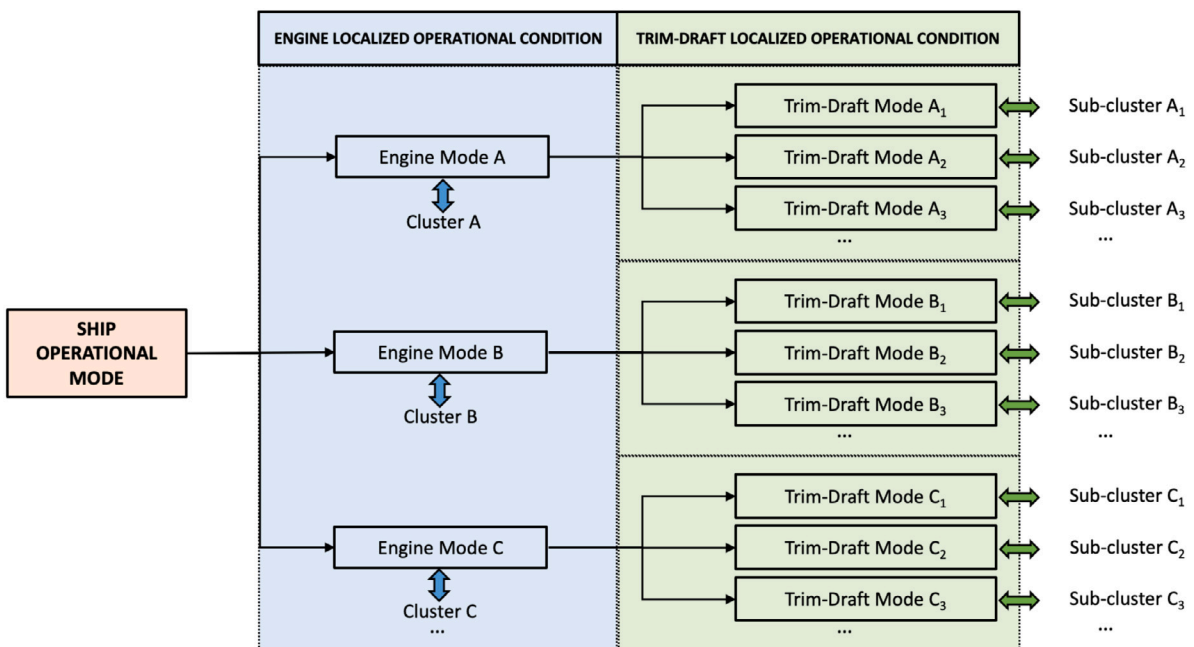 ENGINE LOCALIZED OPERATIONAL CONDITION
TRIM-DRAFT LOCALIZED OPERATIONAL CONDITION
SHIP
OPERATIONAL
MODE
Engine Mode A
Cluster A
Trim-Draft Mode A₁
Sub-cluster A₁
Trim-Draft Mode A₂
Sub-cluster A₂
Trim-Draft Mode A₃
Sub-cluster A₃
...
...
Engine Mode B
Cluster B
Trim-Draft Mode B₁
Sub-cluster B₁
Trim-Draft Mode B₂
Sub-cluster B₂
Trim-Draft Mode B₃
Sub-cluster B₃
...
...
Engine Mode C
Cluster C
...
Trim-Draft Mode C₁
Sub-cluster C₁
Trim-Draft Mode C₂
Sub-cluster C₂
Trim-Draft Mode C₃
Sub-cluster C₃
...